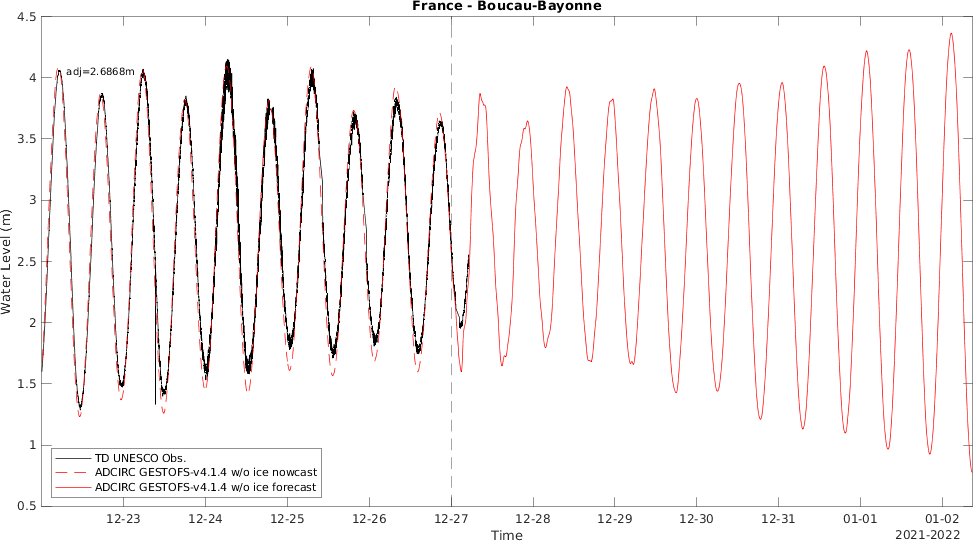 France - Boucau-Bayonne
4.5
4
3.5
3
2.5
2
1.5
1
0.5
Water Level (m)
adj=2.6868m
TD UNESCO Obs.
ADCIRC GESTOFS-v4.1.4 w/o ice nowcast
ADCIRC GESTOFS-v4.1.4 w/o ice forecast
12-23 12-24 12-25 12-26 12-27 12-28 12-29 12-30 12-31 01-01 01-02
Time
2021-2022